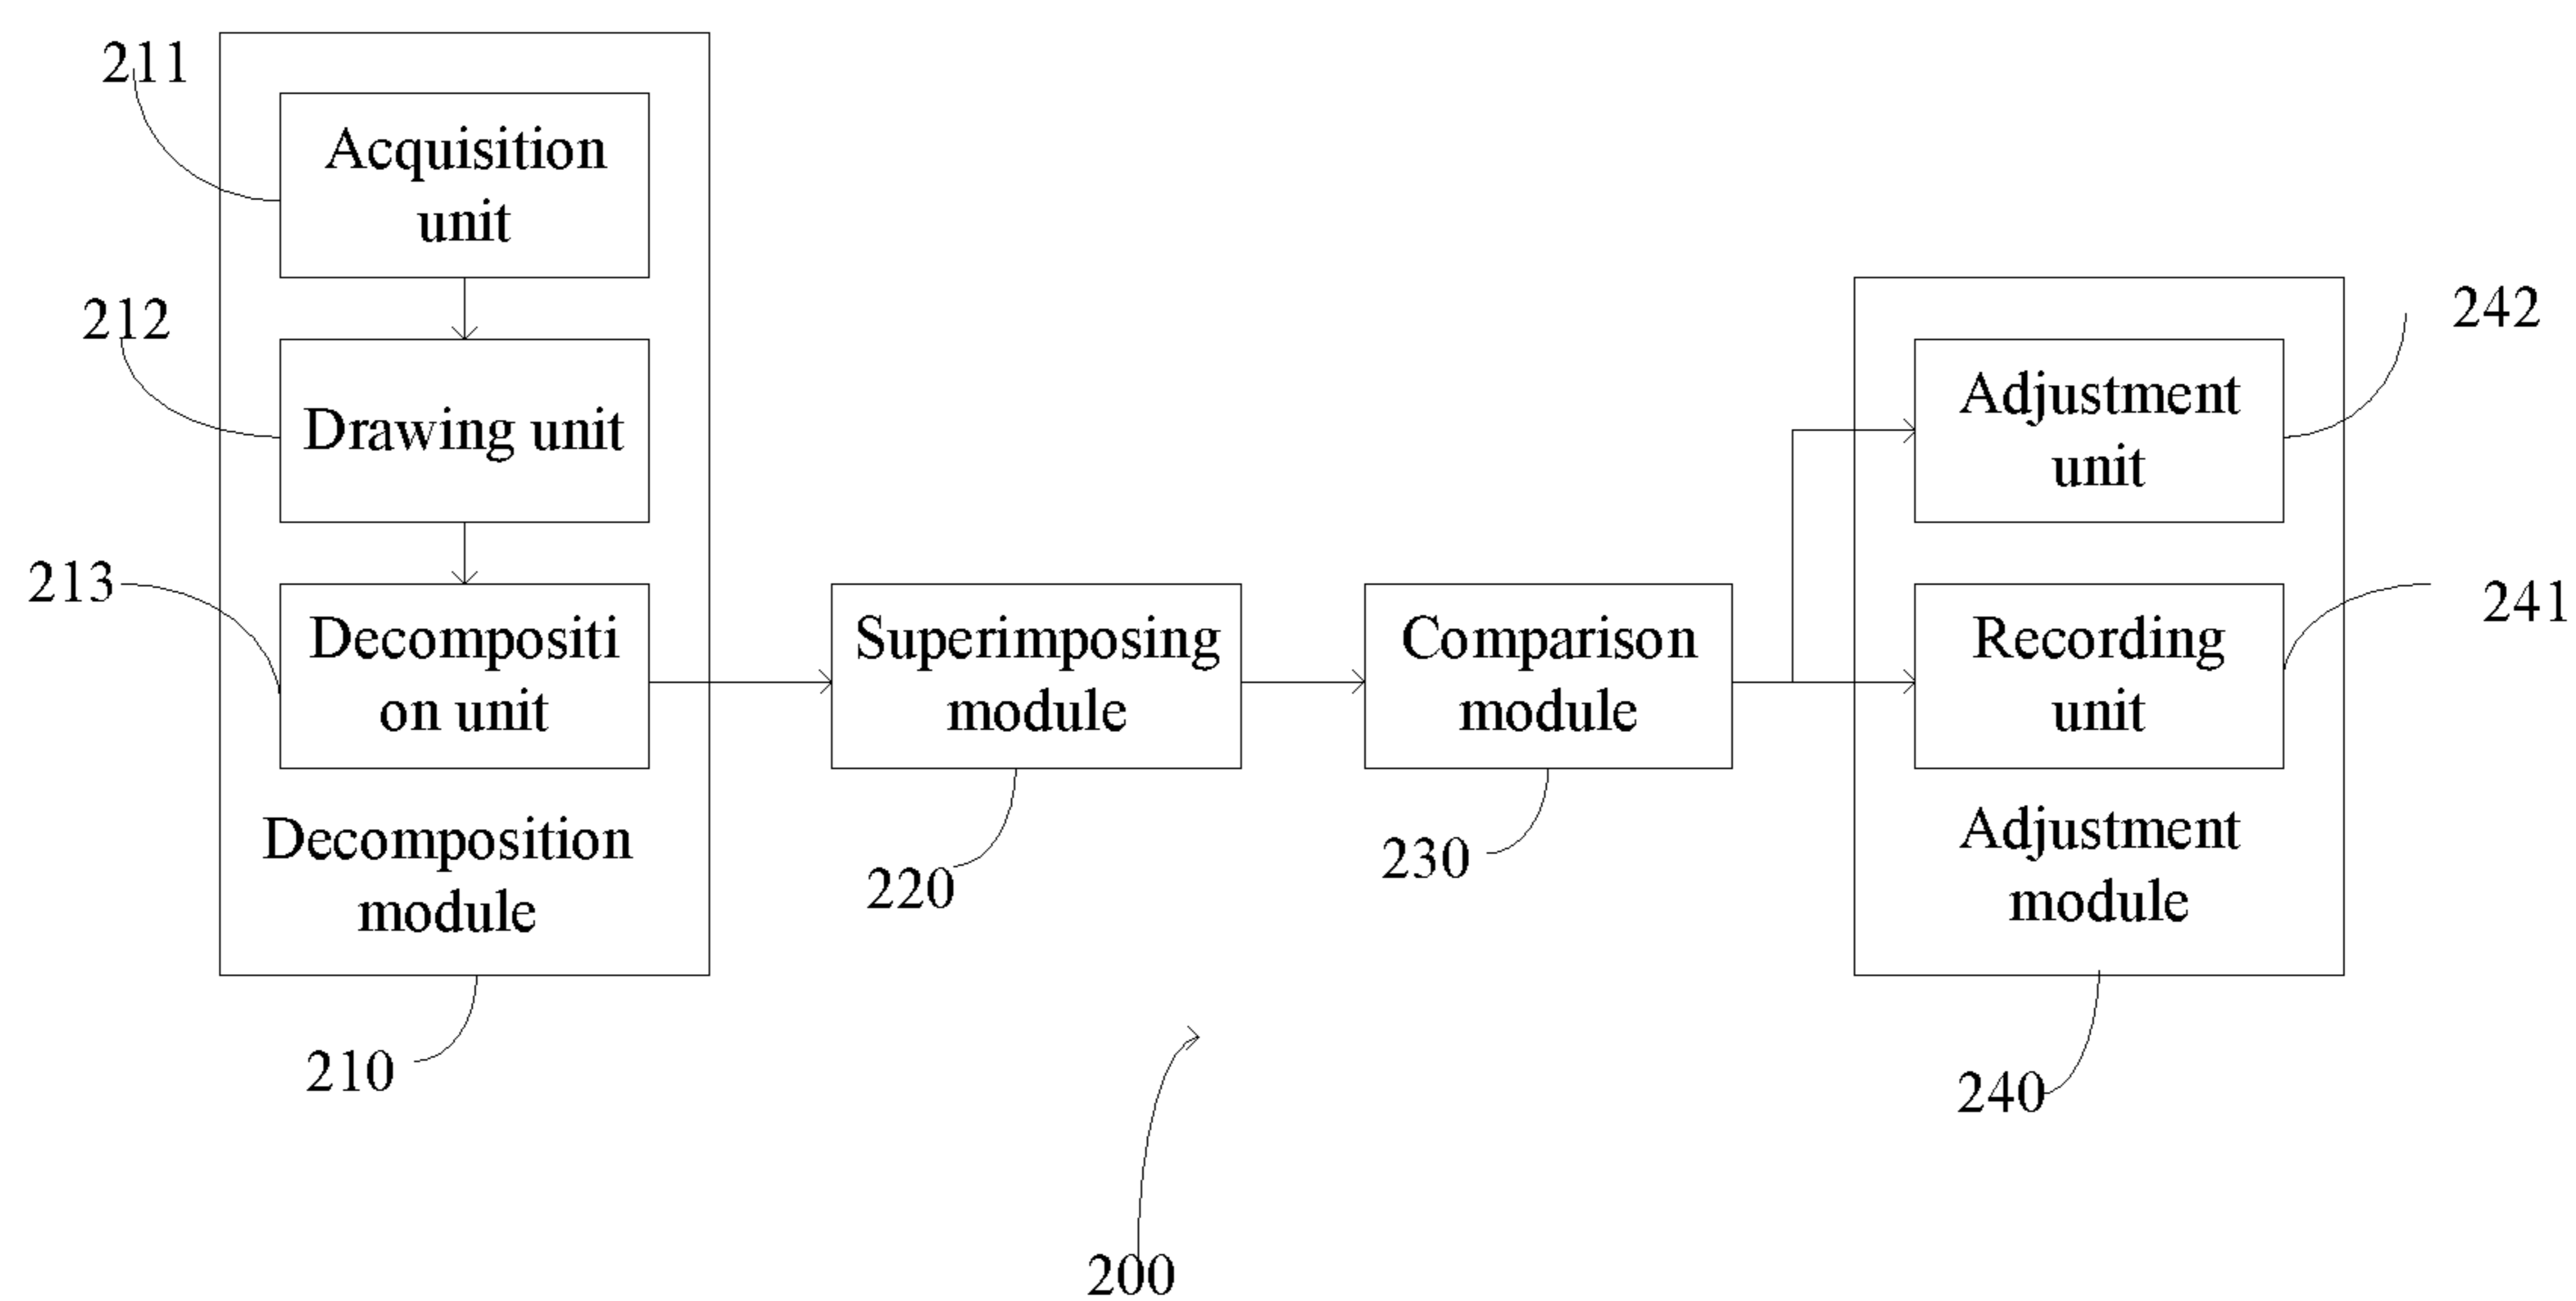 211
Acquisition
unit
212
Drawing unit
213
Decompositi
on unit
Decomposition
module
210
Superimposing
module
220
Comparison
module
230
242
Adjustment
unit
241
Recording
unit
Adjustment
module
240
200